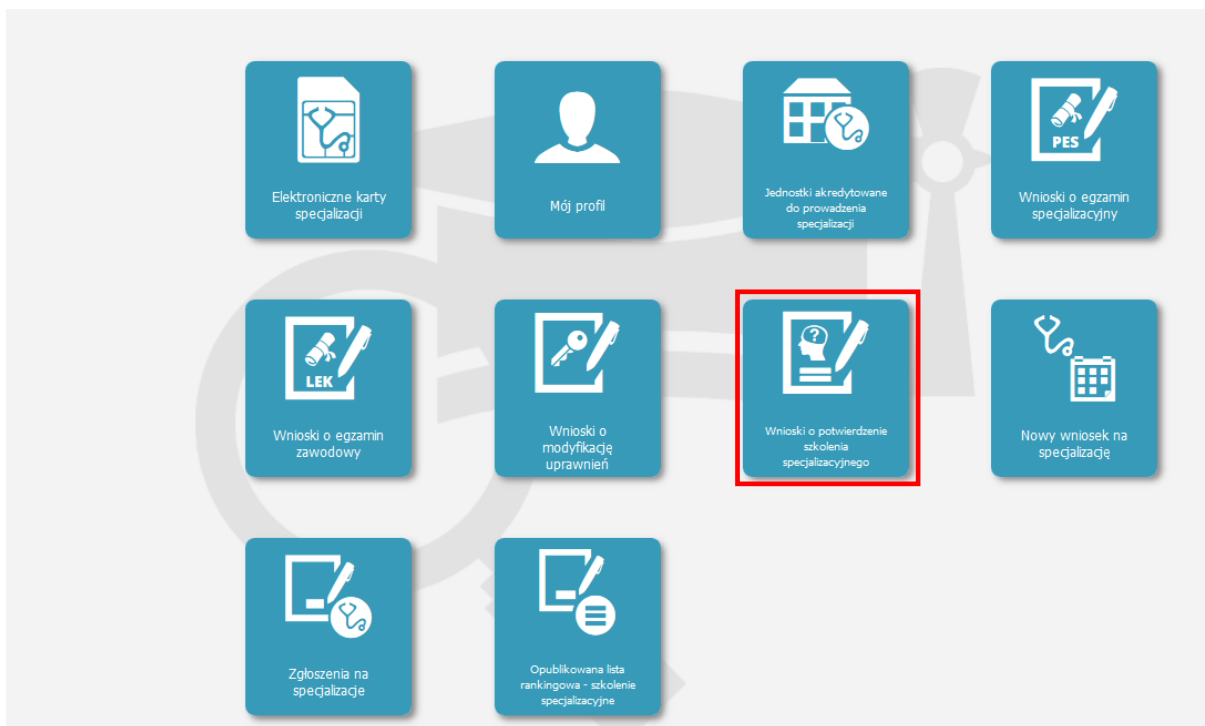 Elektroniczne karty
specjalizacji
Mój profil
Jednostki akredytowane
do prowadzenia
specjalizacji
PES
Wnioski o egzamin
specjalizacyjny
LEK
Wnioski o egzamin
zawodowy
Wnioski o
modyfikację
uprawnień
?
Wnioski o potwierdzenie
szkolenia
specjalizacyjnego
Nowy wniosek na
specjalizację
Zgłoszenia na
specjalizacje
Opublikowana lista
rankingowa - szkolenie
specjalizacyjne